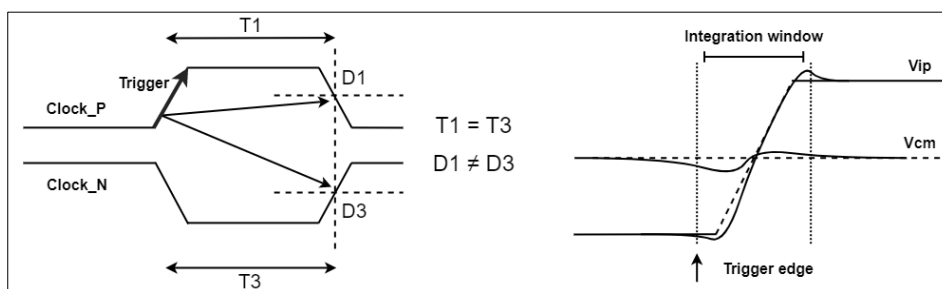 T1
Trigger
D1
Clock_P
T1 = T3
D1 ≠ D3
Clock_N
D3
T3
Integration window
Vip
Vcm
Trigger edge